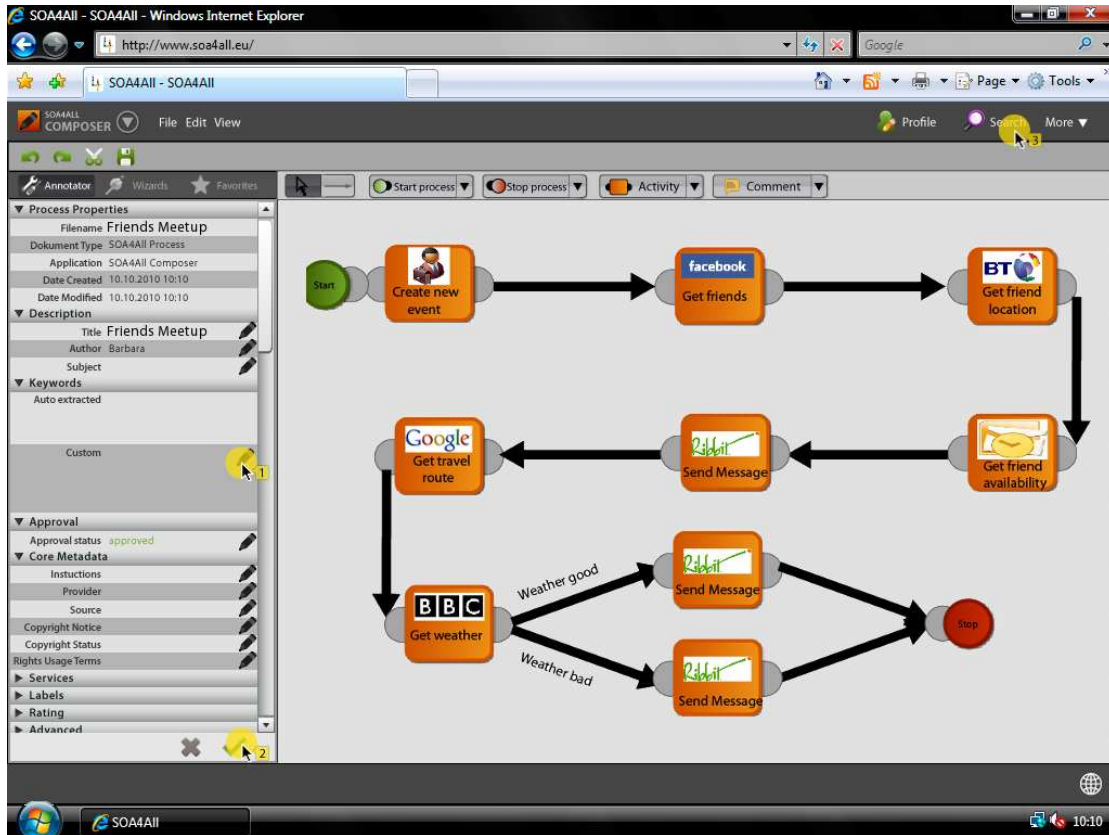 SOA4All - SOA4All - Windows Internet Explorer
http://www.soa4all.eu/
Google
SOA4All - SOA4All
Page
Tools
SOA4ALL
COMPOSER
File Edit View
Profile
Search
More
3
Annotator
Wizards
Favorites
Start process
Stop process
Activity
Comment
Process Properties
Filename Friends Meetup
Dokument Type SOA4All Process
Application SOA4All Composer
Date Created 10.10.2010 10:10
Date Modified 10.10.2010 10:10
Description
Title Friends Meetup
Author Barbara
Subject
Keywords
Auto extracted
Custom
1
Approval
Approval status approved
Core Metadata
Instuctions
Provider
Source
Copyright Notice
Copyright Status
Rights Usage Terms
Services
Labels
Rating
Advanced
2
Start
Create new
event
facebook
Get friends
BT
Get friend
location
Google
Get travel
route
Ribbit
Send Message
Get friend
availability
BBC
Get weather
Weather good
Weather bad
Ribbit
Send Message
Ribbit
Send Message
Stop
SOA4All
10:10